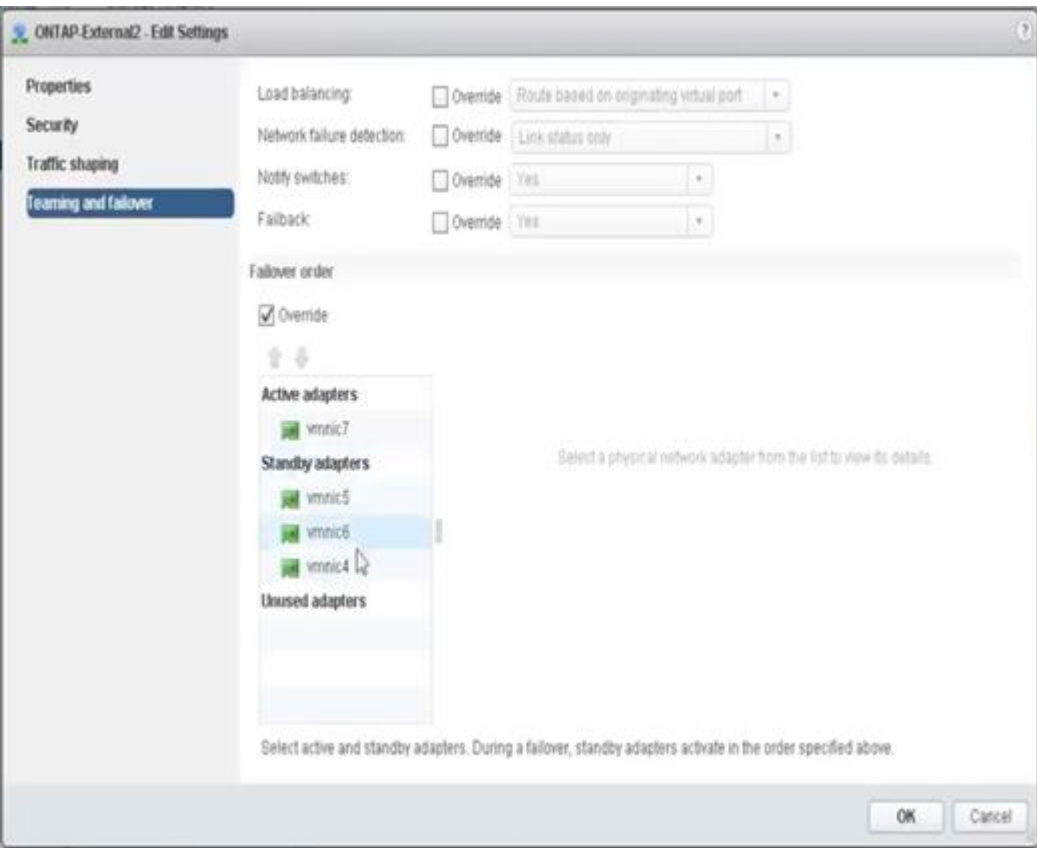 ONTAP-External2 - Edit Settings
?
Properties
Security
Traffic shaping
Teaming and failover
Load balancing: Override Route based on originating virtual port
Network failure detection: Override Link status only
Notify switches: Override Yes
Failback: Override Yes
Failover order
Override
Active adapters
vmnic7
Standby adapters
vmnic5
vmnic6
vmnic4
Unused adapters
Select a physical network adapter from the list to view its details.
Select active and standby adapters. During a failover, standby adapters activate in the order specified above.
OK Cancel